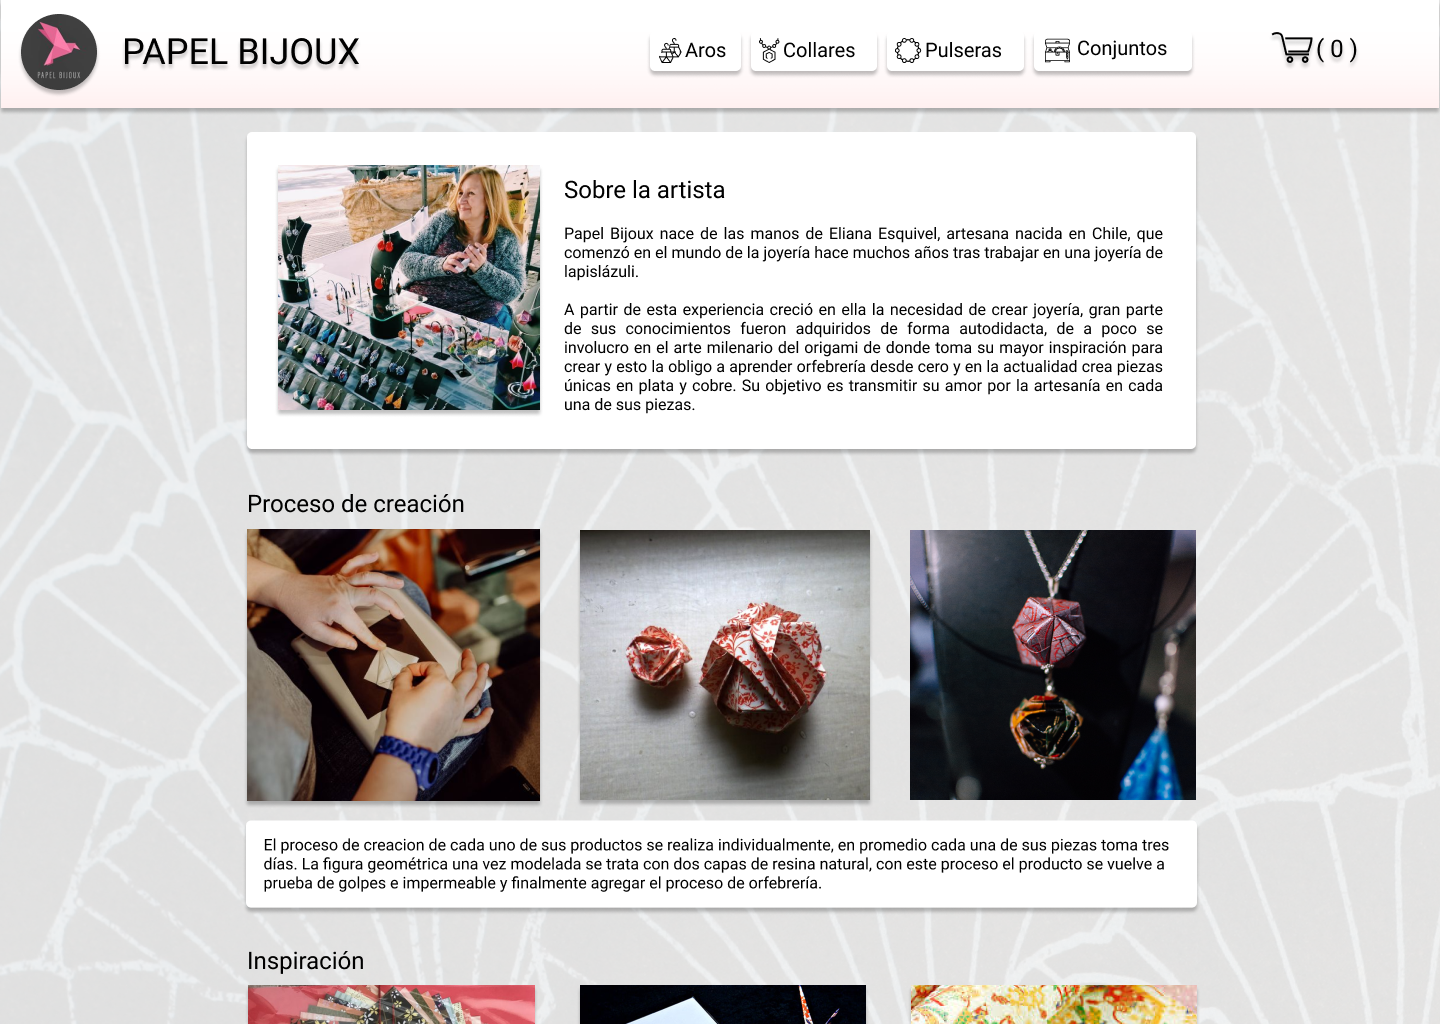 PAPEL BIJOUX
PAPEL BIJOUX
Aros
Collares
Pulseras
Conjuntos
( 0 )
Sobre la artista
Papel Bijoux nace de las manos de Eliana Esquivel, artesana nacida en Chile, que
comenzó en el mundo de la joyería hace muchos años tras trabajar en una joyería de
lapislázuli.
A partir de esta experiencia creció en ella la necesidad de crear joyería, gran parte
de sus conocimientos fueron adquiridos de forma autodidacta, de a poco se
involucro en el arte milenario del origami de donde toma su mayor inspiración para
crear y esto la obligo a aprender orfebrería desde cero y en la actualidad crea piezas
únicas en plata y cobre. Su objetivo es transmitir su amor por la artesanía en cada
una de sus piezas.
Proceso de creación
El proceso de creacion de cada uno de sus productos se realiza individualmente, en promedio cada una de sus piezas toma tres
días. La figura geométrica una vez modelada se trata con dos capas de resina natural, con este proceso el producto se vuelve a
prueba de golpes e impermeable y finalmente agregar el proceso de orfebrería.
Inspiración